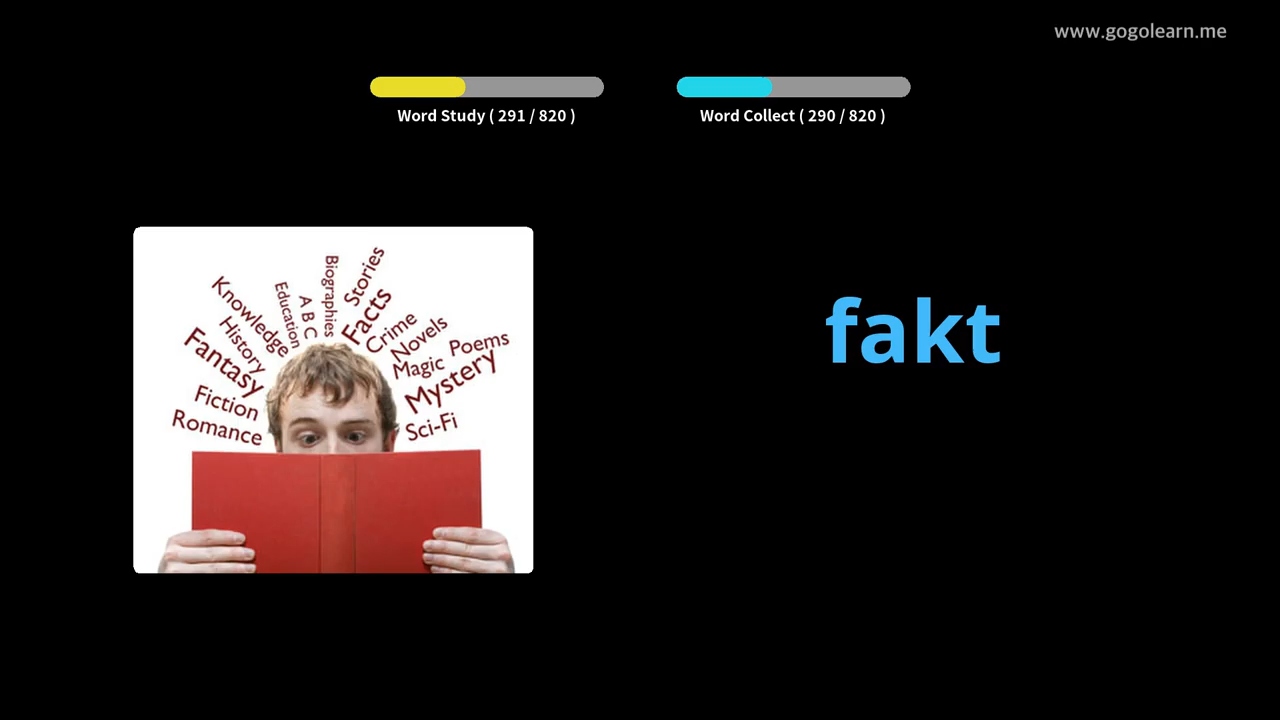 www.gogolearn.me
Word Study ( 291 / 820 )
Word Collect ( 290 / 820 )
fakt
Romance
Fiction
Fantasy
History
Knowledge
Education
A B C
Biographies
Stories
Facts
Crime
Novels
Magic
Poems
Mystery
Sci-Fi